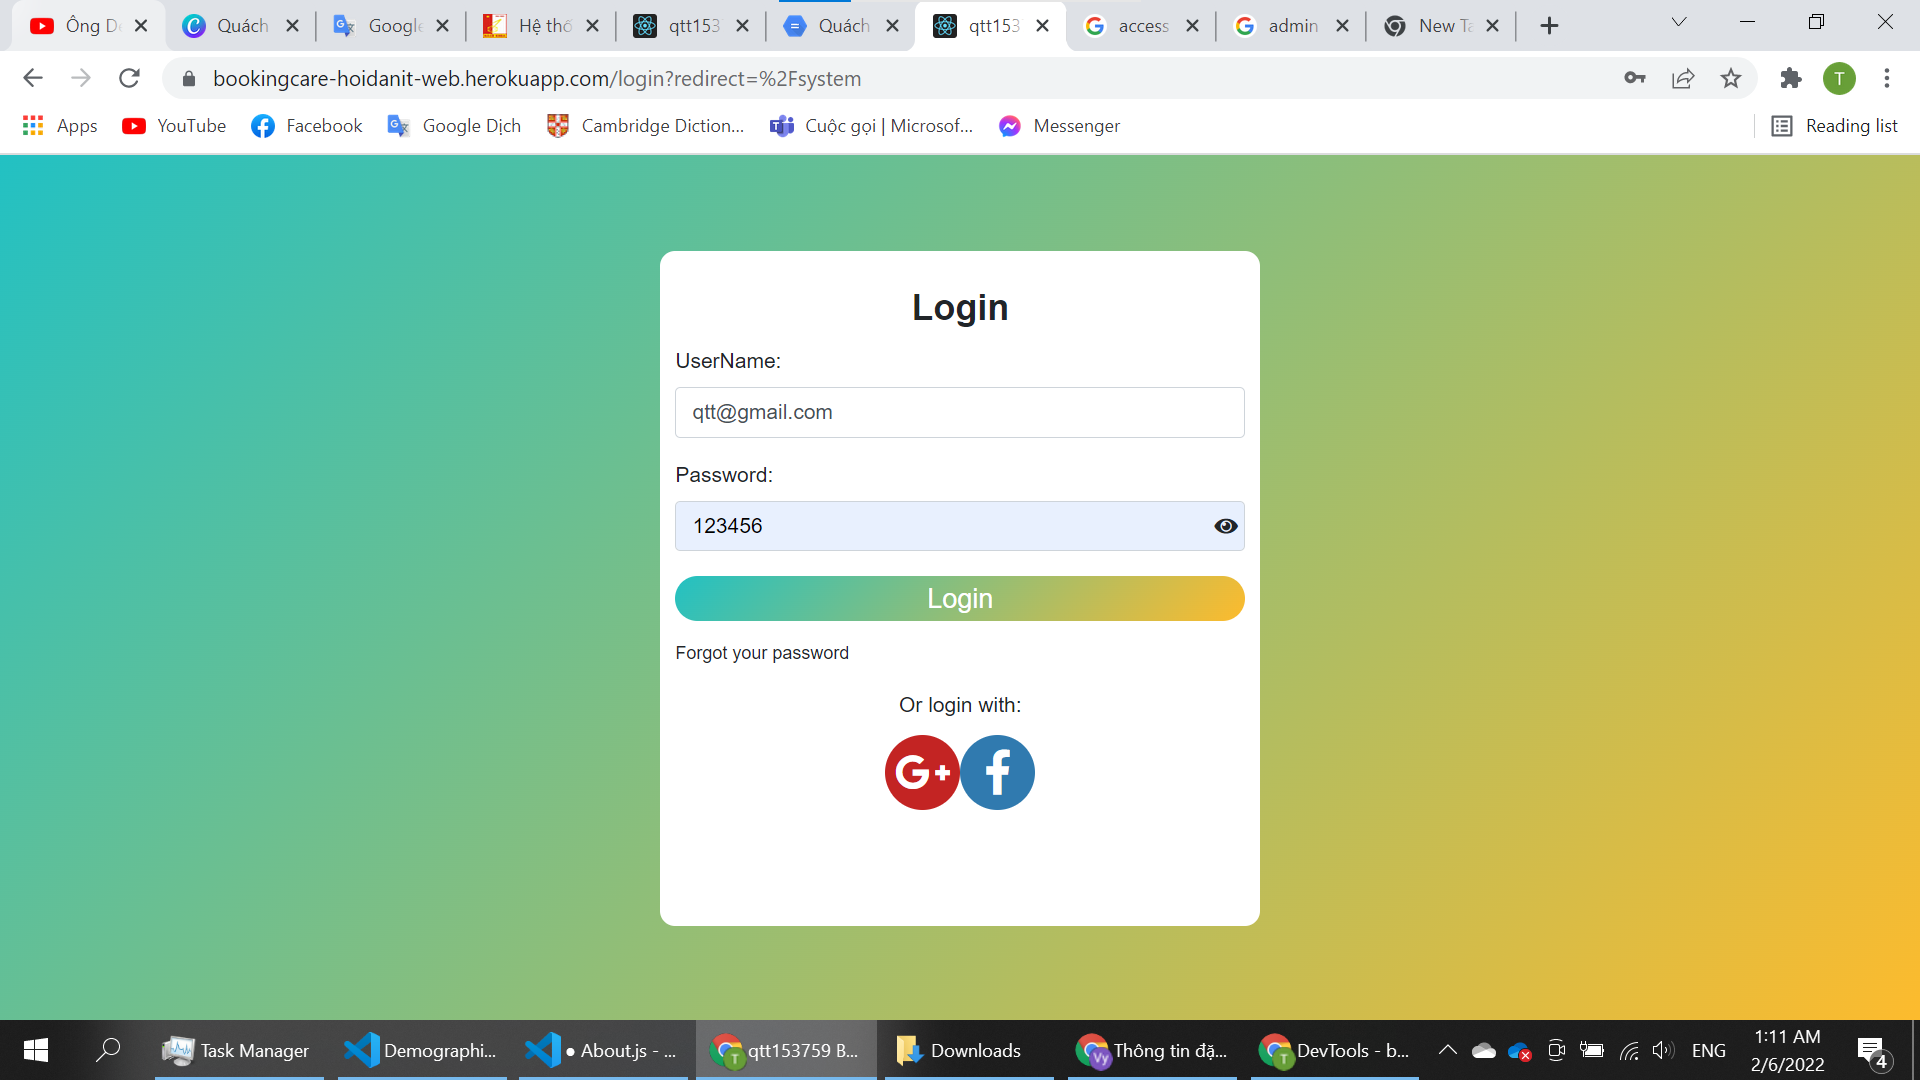 Ông D
Quách
Google
Hệ thố
qtt153
Quách
qtt153
access
admin
New Ta
bookingcare-hoidanit-web.herokuapp.com/login?redirect=%2Fsystem
T
Apps
YouTube
Facebook
Google Dịch
Cambridge Diction...
Cuộc gọi | Microsof...
Messenger
Reading list
Login
UserName:
qtt@gmail.com
Password:
123456
Login
Forgot your password
Or login with:
G+ f
Task Manager
Demographi...
● About.js - ...
qtt153759 B...
Downloads
Thông tin đặ...
DevTools - b...
ENG
1:11 AM
2/6/2022
4